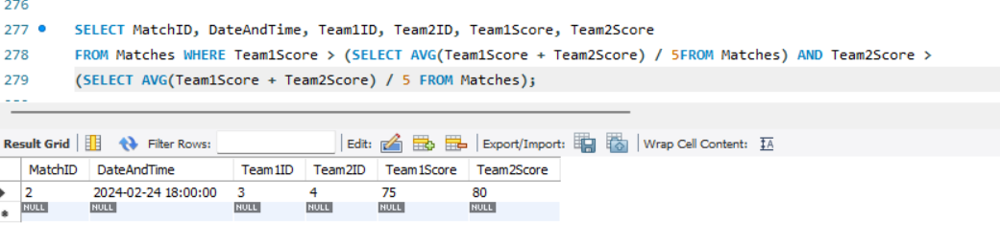 276
277 SELECT MatchID, DateAndTime, Team1ID, Team2ID, Team1Score, Team2Score
278 FROM Matches WHERE Team1Score > (SELECT AVG(Team1Score + Team2Score) / 5FROM Matches) AND Team2Score >
279 (SELECT AVG(Team1Score + Team2Score) / 5 FROM Matches);
Result Grid Filter Rows: Edit: Export/Import: Wrap Cell Content: IA
MatchID DateAndTime Team1ID Team2ID Team1Score Team2Score
2 2024-02-24 18:00:00 3 4 75 80
NULL NULL NULL NULL NULL NULL